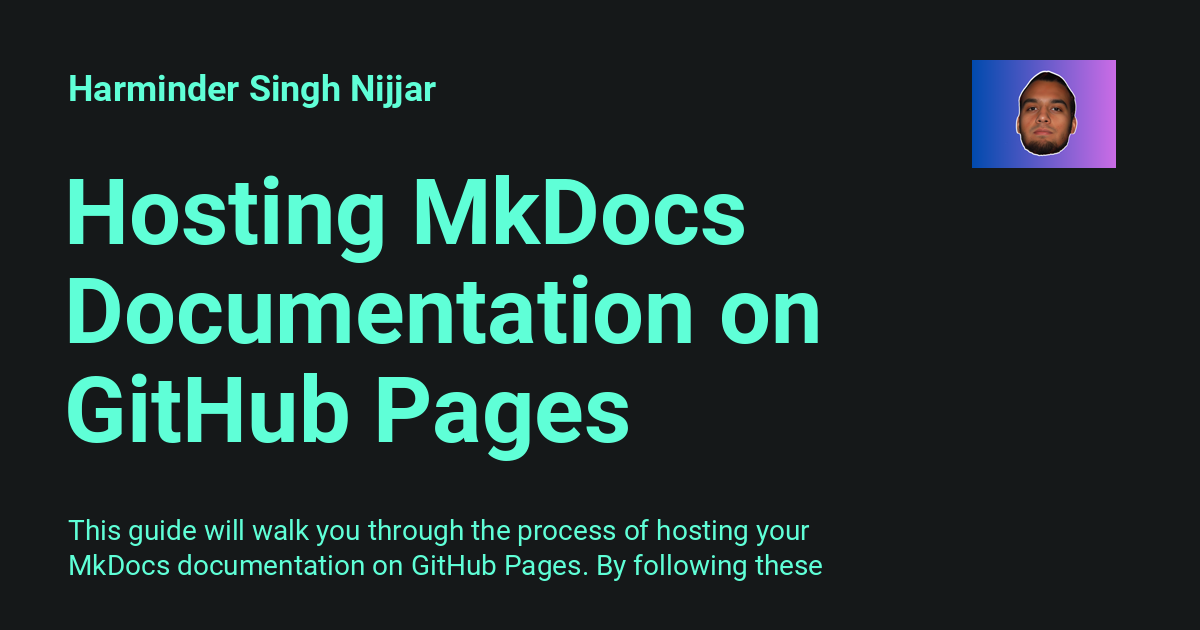 Harminder Singh Nijjar
Hosting MkDocs
Documentation on
GitHub Pages
This guide will walk you through the process of hosting your
MkDocs documentation on GitHub Pages. By following these